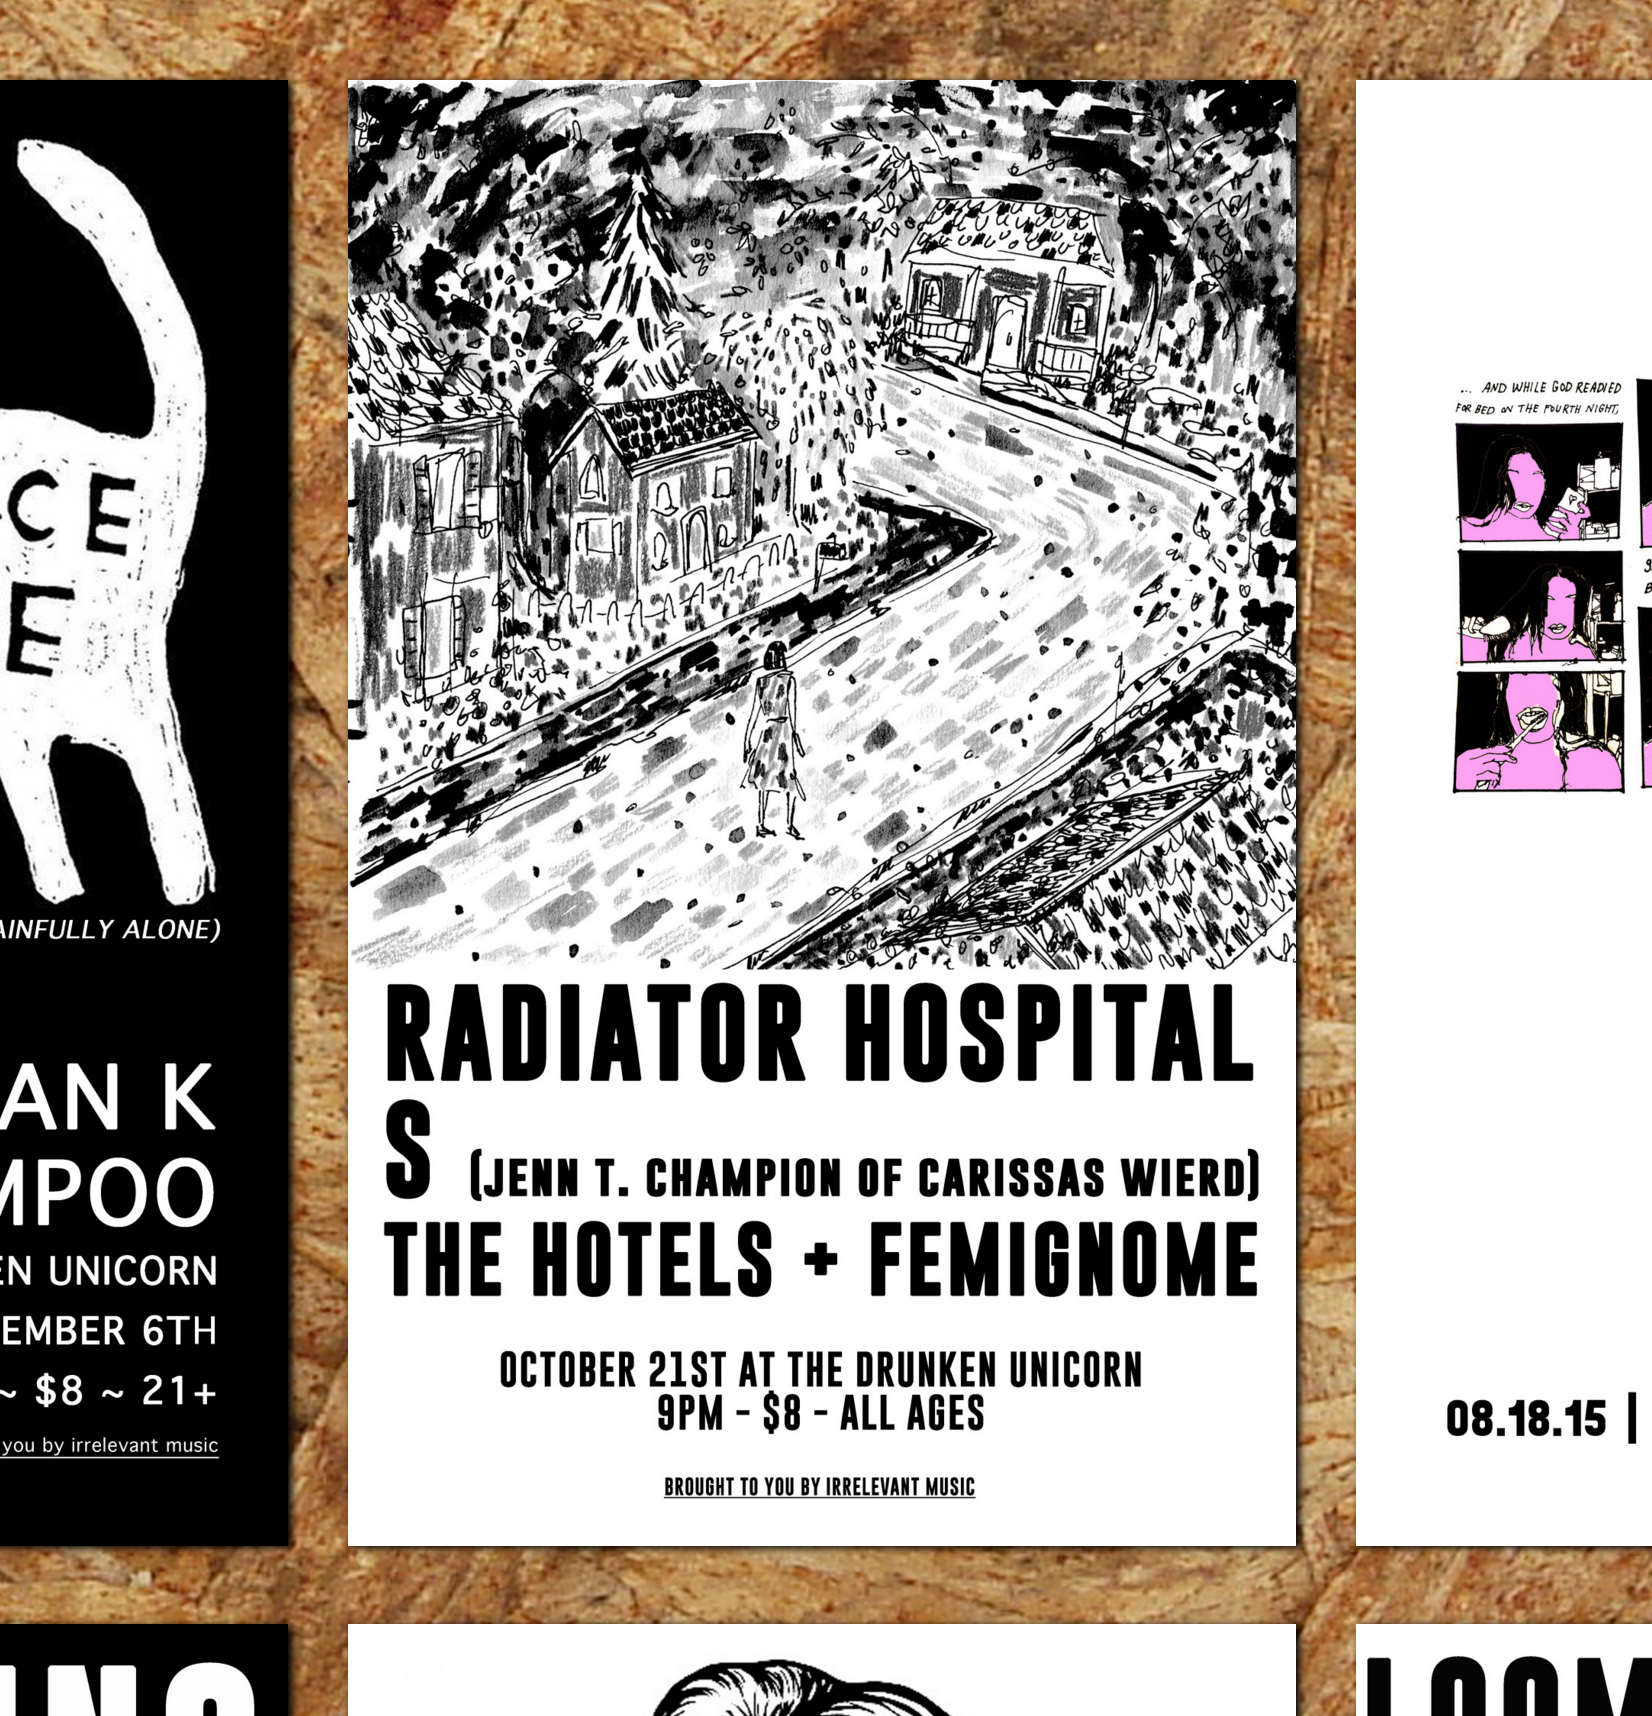 CE
E
AINFULLY ALONE)
AN K
MPOO
EN UNICORN
EMBER 6TH
~ $8 ~ 21+
you by irrelevant music
RADIATOR HOSPITAL
S (JENN T. CHAMPION OF CARISSAS WIERD)
THE HOTELS + FEMIGNOME
OCTOBER 21ST AT THE DRUNKEN UNICORN
9PM - $8 - ALL AGES
BROUGHT TO YOU BY IRRELEVANT MUSIC
... AND WHILE GOD READIED
FOR BED ON THE FOURTH NIGHT,
08.18.15 |
ING
LOOM